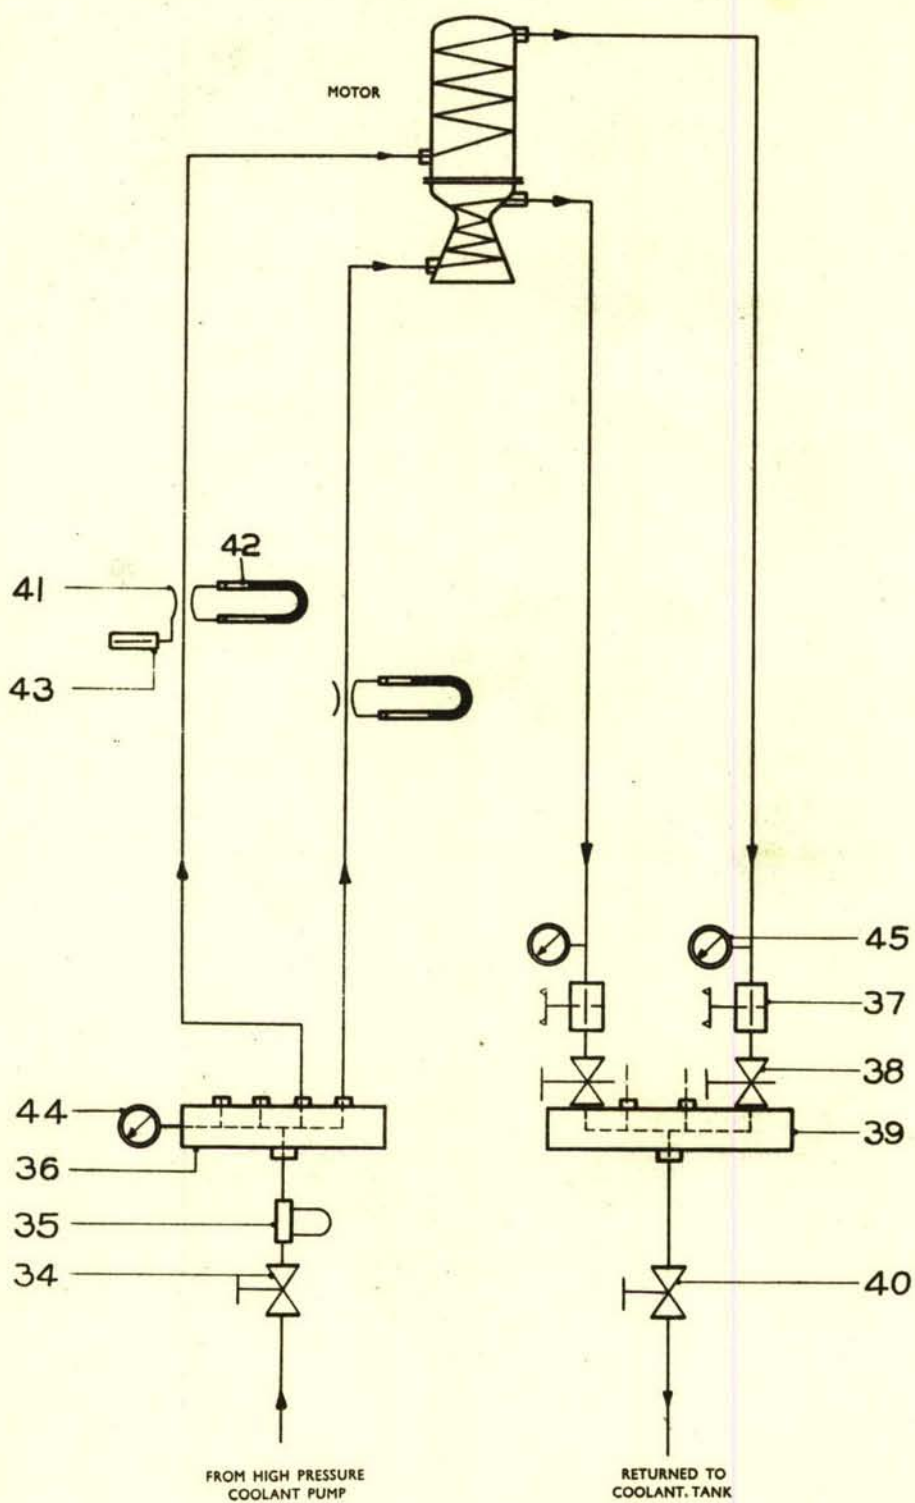 MOTOR
42
41
43
45
37
38
44
39
36
35
34
40
FROM HIGH PRESSURE
COOLANT PUMP
RETURNED TO
COOLANT. TANK